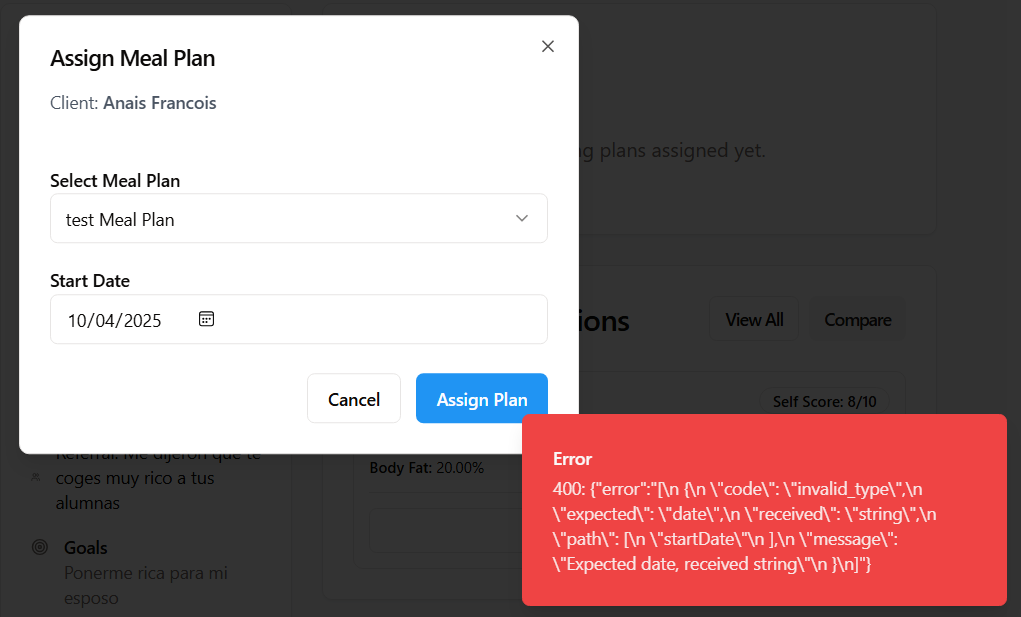 Assign Meal Plan
Client: Anais Francois
Select Meal Plan
test Meal Plan
Start Date
10/04/2025
Cancel
Assign Plan
plans assigned yet.
View All
Compare
Self Score: 8/10
Body Fat: 20.00%
Referral: Me dijeron que te
coges muy rico a tus
alumnas
Goals
Ponerme rica para mi
esposo
Error
400: {"error":"[\n {\n \"code\": \"invalid_type\",\n
\"expected\": \"date\",\n \"received\": \"string\",\n
\"path\": [\n \"startDate\"\n ],\n \"message\":
\"Expected date, received string\"\n }\n]"}